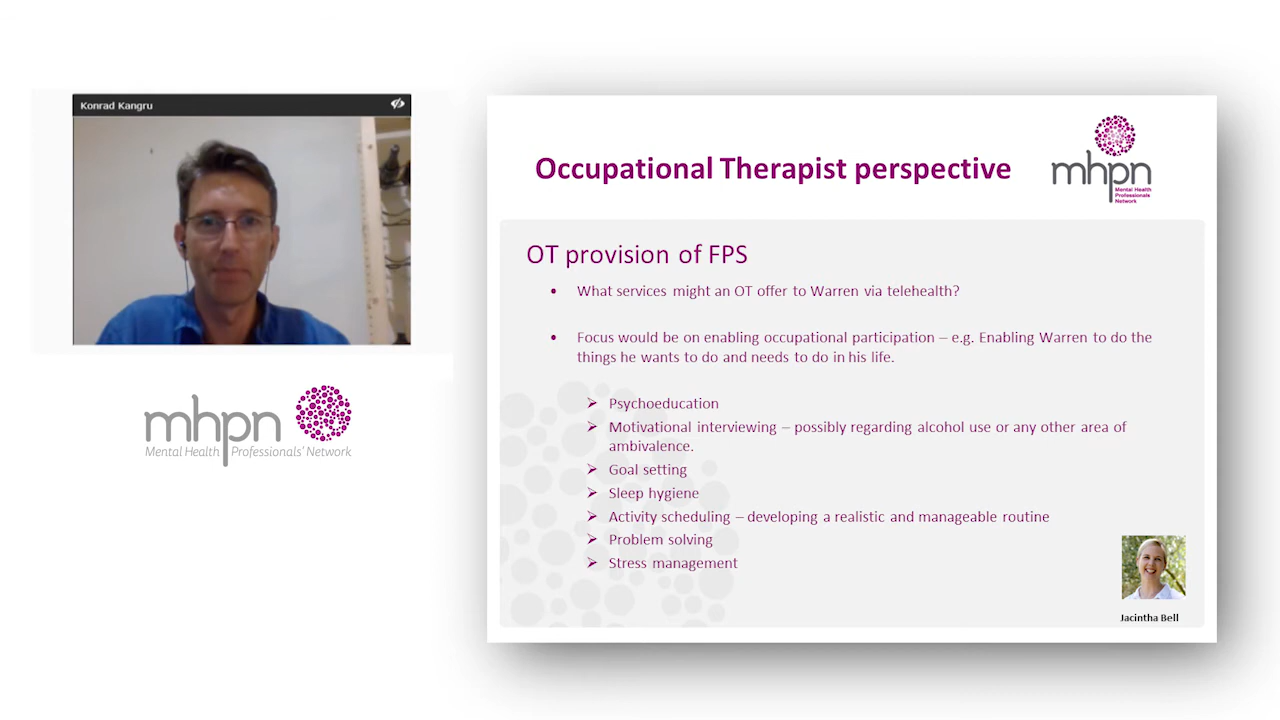 Konrad Kangru
mhpn
Mental Health Professionals' Network
Occupational Therapist perspective
mhpn
Mental Health
Professionals
Network
OT provision of FPS
• What services might an OT offer to Warren via telehealth?
• Focus would be on enabling occupational participation – e.g. Enabling Warren to do the
things he wants to do and needs to do in his life.
➢ Psychoeducation
➢ Motivational interviewing – possibly regarding alcohol use or any other area of
ambivalence.
➢ Goal setting
➢ Sleep hygiene
➢ Activity scheduling – developing a realistic and manageable routine
➢ Problem solving
➢ Stress management
Jacintha Bell